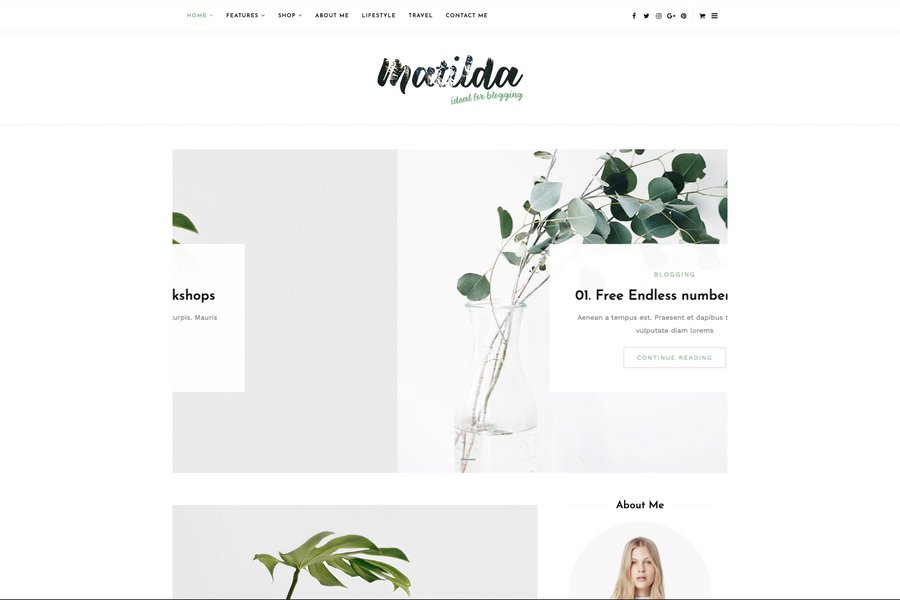 HOME
FEATURES
SHOP
ABOUT ME
LIFESTYLE
TRAVEL
CONTACT ME
Matilda
ideal for blogging
kshops
turpis. Mauris
BLOGGING
01. Free Endless number
Aenean a tempus est. Praesent et dapibus t
vulputate diam lorems
CONTINUE READING
About Me